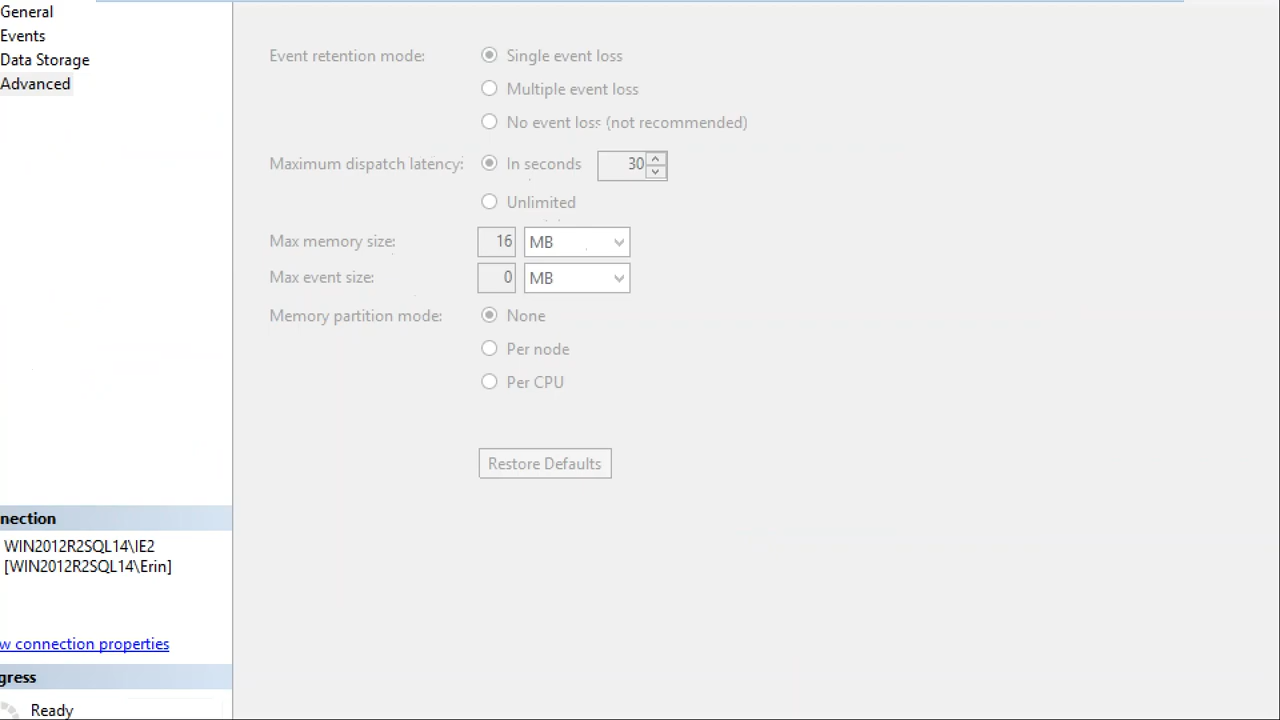 General
Events
Data Storage
Advanced
Event retention mode:
Single event loss
Multiple event loss
No event loss (not recommended)
Maximum dispatch latency:
In seconds
30
Unlimited
Max memory size:
16
MB
Max event size:
0
MB
Memory partition mode:
None
Per node
Per CPU
Restore Defaults
nection
WIN2012R2SQL14\IE2
[WIN2012R2SQL14\Erin]
w connection properties
gress
Ready